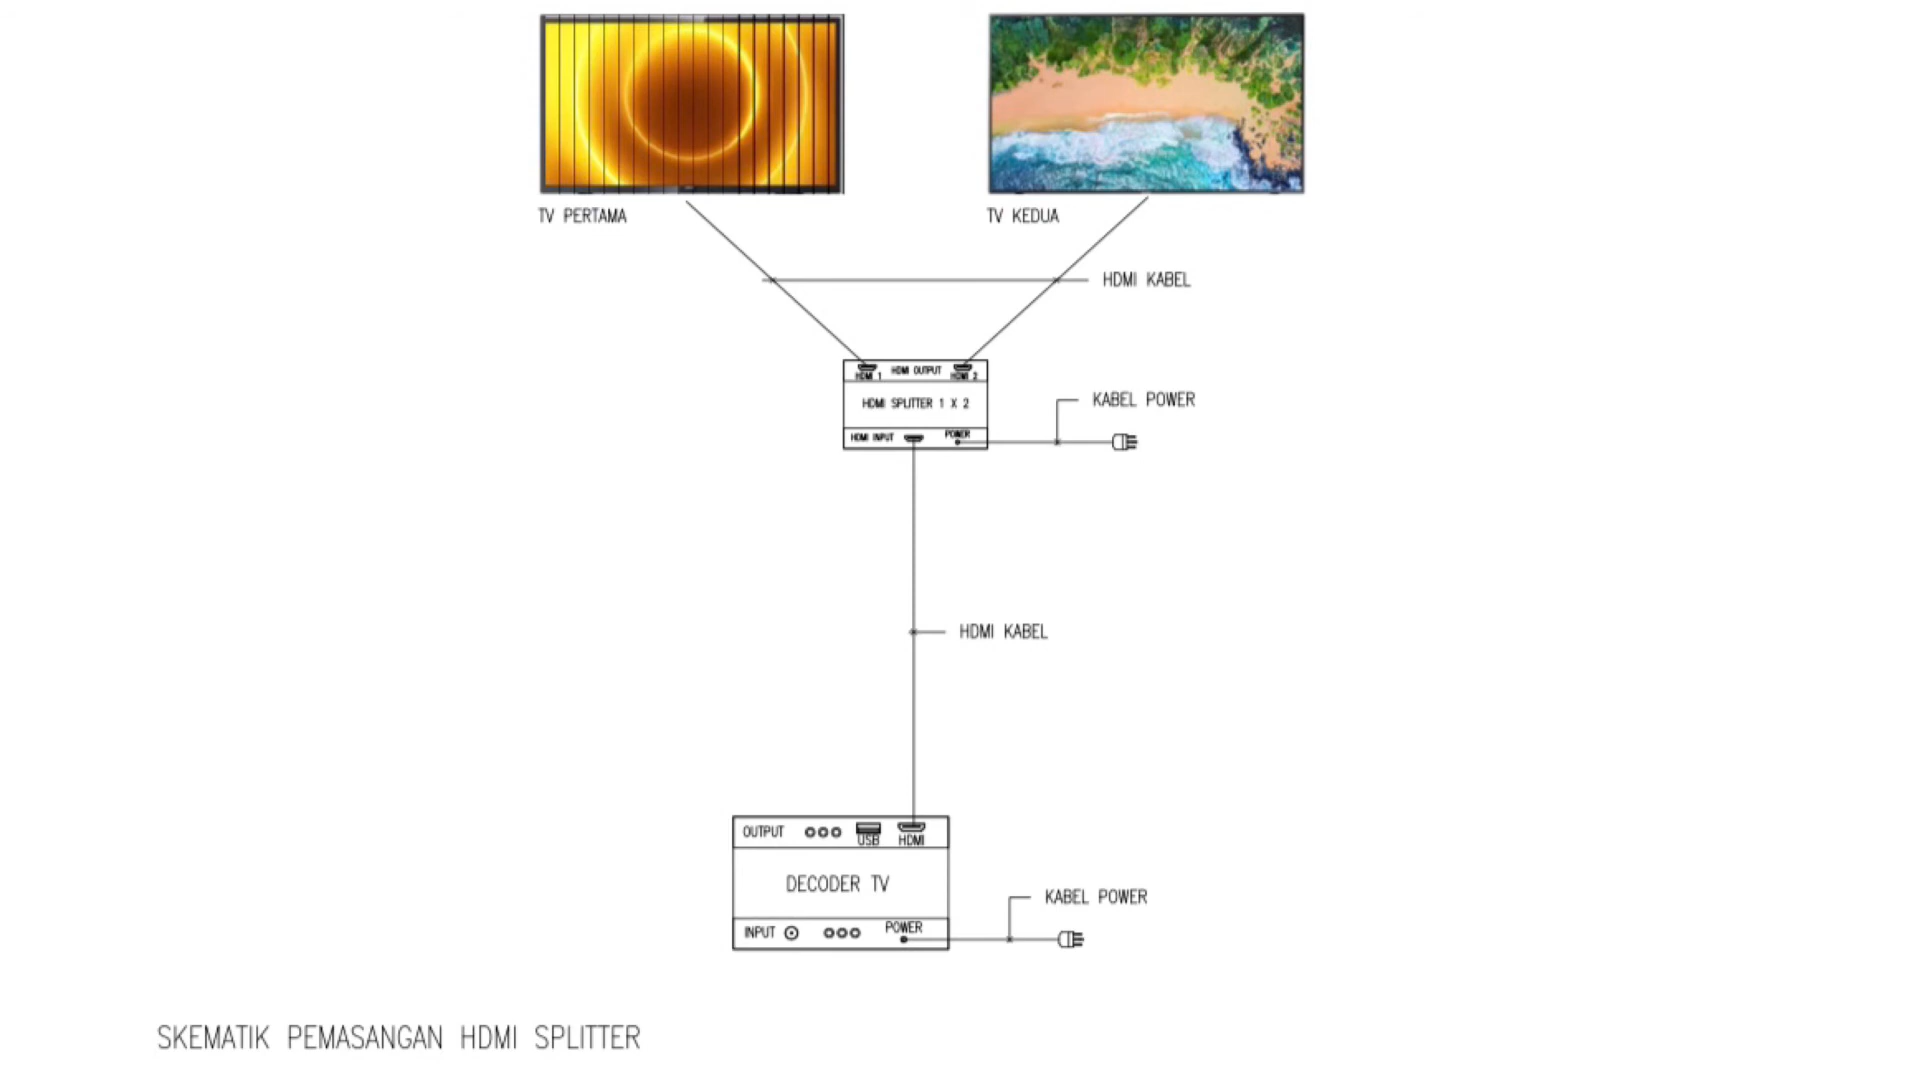 TV PERTAMA
TV KEDUA
HDMI KABEL
HDMI 1
HDMI OUTPUT
HDMI 2
HDMI SPLITTER 1 X 2
KABEL POWER
HDMI INPUT
POWER
HDMI KABEL
OUTPUT
USB
HDMI
DECODER TV
KABEL POWER
INPUT
POWER
SKEMATIK PEMASANGAN HDMI SPLITTER